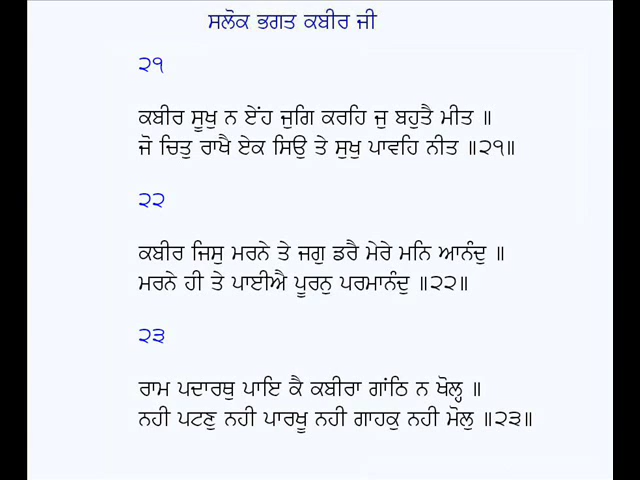 ਸਲੋਕ ਭਗਤ ਕਬੀਰ ਜੀ
੨੧
ਕਬੀਰ ਸੂਖੁ ਨ ਏਂਹ ਜੁਗਿ ਕਰਹਿ ਜੁ ਬਹੁਤੈ ਮੀਤ ॥
ਜੋ ਚਿਤੁ ਰਾਖੈ ਏਕ ਸਿਉ ਤੇ ਸੁਖੁ ਪਾਵਹਿ ਨੀਤ ॥੨੧॥
੨੨
ਕਬੀਰ ਜਿਸੁ ਮਰਨੇ ਤੇ ਜਗੁ ਡਰੈ ਮੇਰੇ ਮਨਿ ਆਨੰਦੁ ॥
ਮਰਨੇ ਹੀ ਤੇ ਪਾਈਐ ਪੂਰਨੁ ਪਰਮਾਨੰਦੁ ॥੨੨॥
੨੩
ਰਾਮ ਪਦਾਰਥੁ ਪਾਇ ਕੈ ਕਬੀਰਾ ਗਾਂਠਿ ਨ ਖੋਲ੍ਹ ॥
ਨਹੀ ਪਟਣੁ ਨਹੀ ਪਾਰਖੂ ਨਹੀ ਗਾਹਕੁ ਨਹੀ ਮੋਲੁ ॥੨੩॥